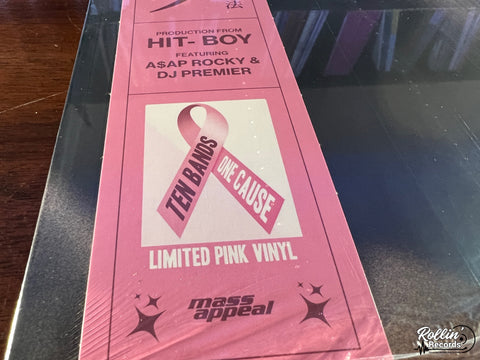 PRODUCTION FROM
HIT- BOY
FEATURING
A$AP ROCKY &
DJ PREMIER
TEN BANDS
ONE CAUSE
LIMITED PINK VINYL
mass
appeal
Rollin
Records